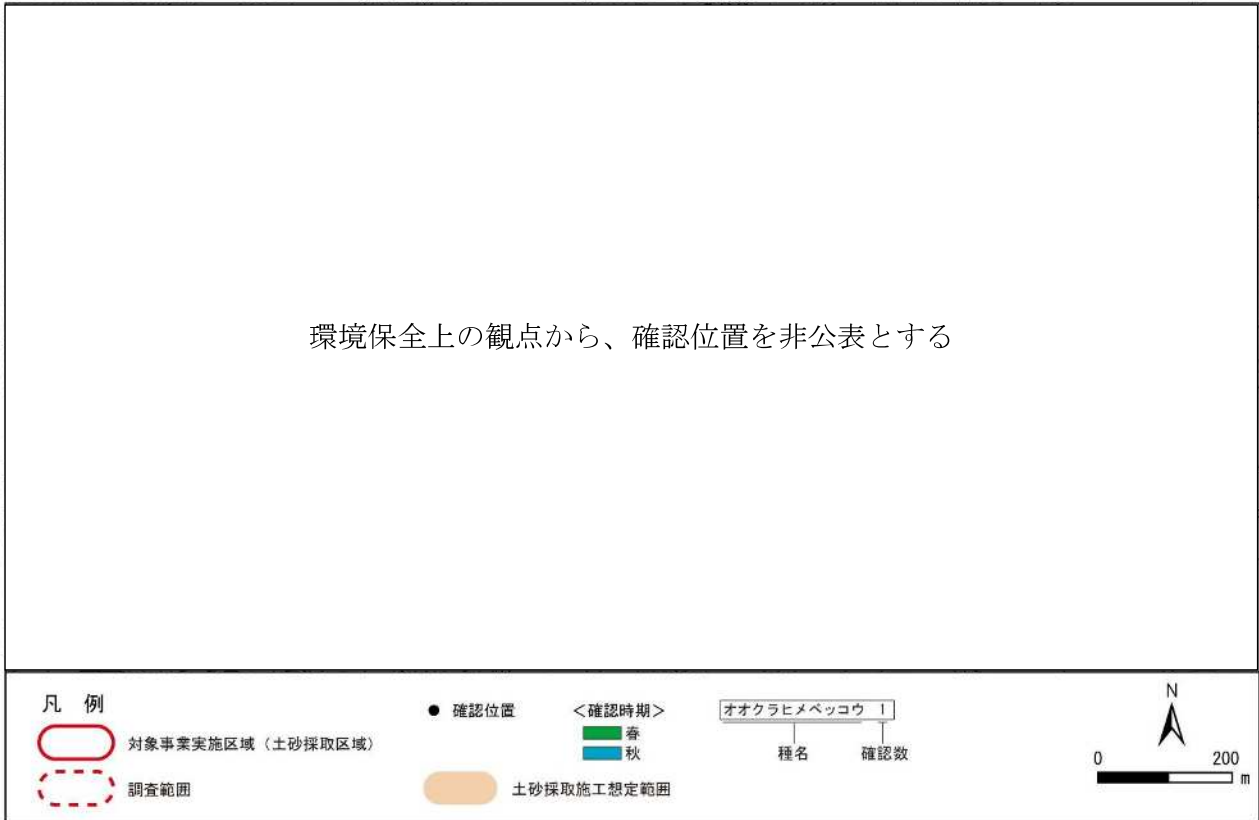 環境保全上の観点から、確認位置を非公表とする
凡 例
対象事業実施区域（土砂採取区域）
調査範囲
● 確認位置
＜確認時期＞
春
秋
土砂採取施工想定範囲
オオクラヒメベッコウ 1
種名
確認数
N
0 200
m